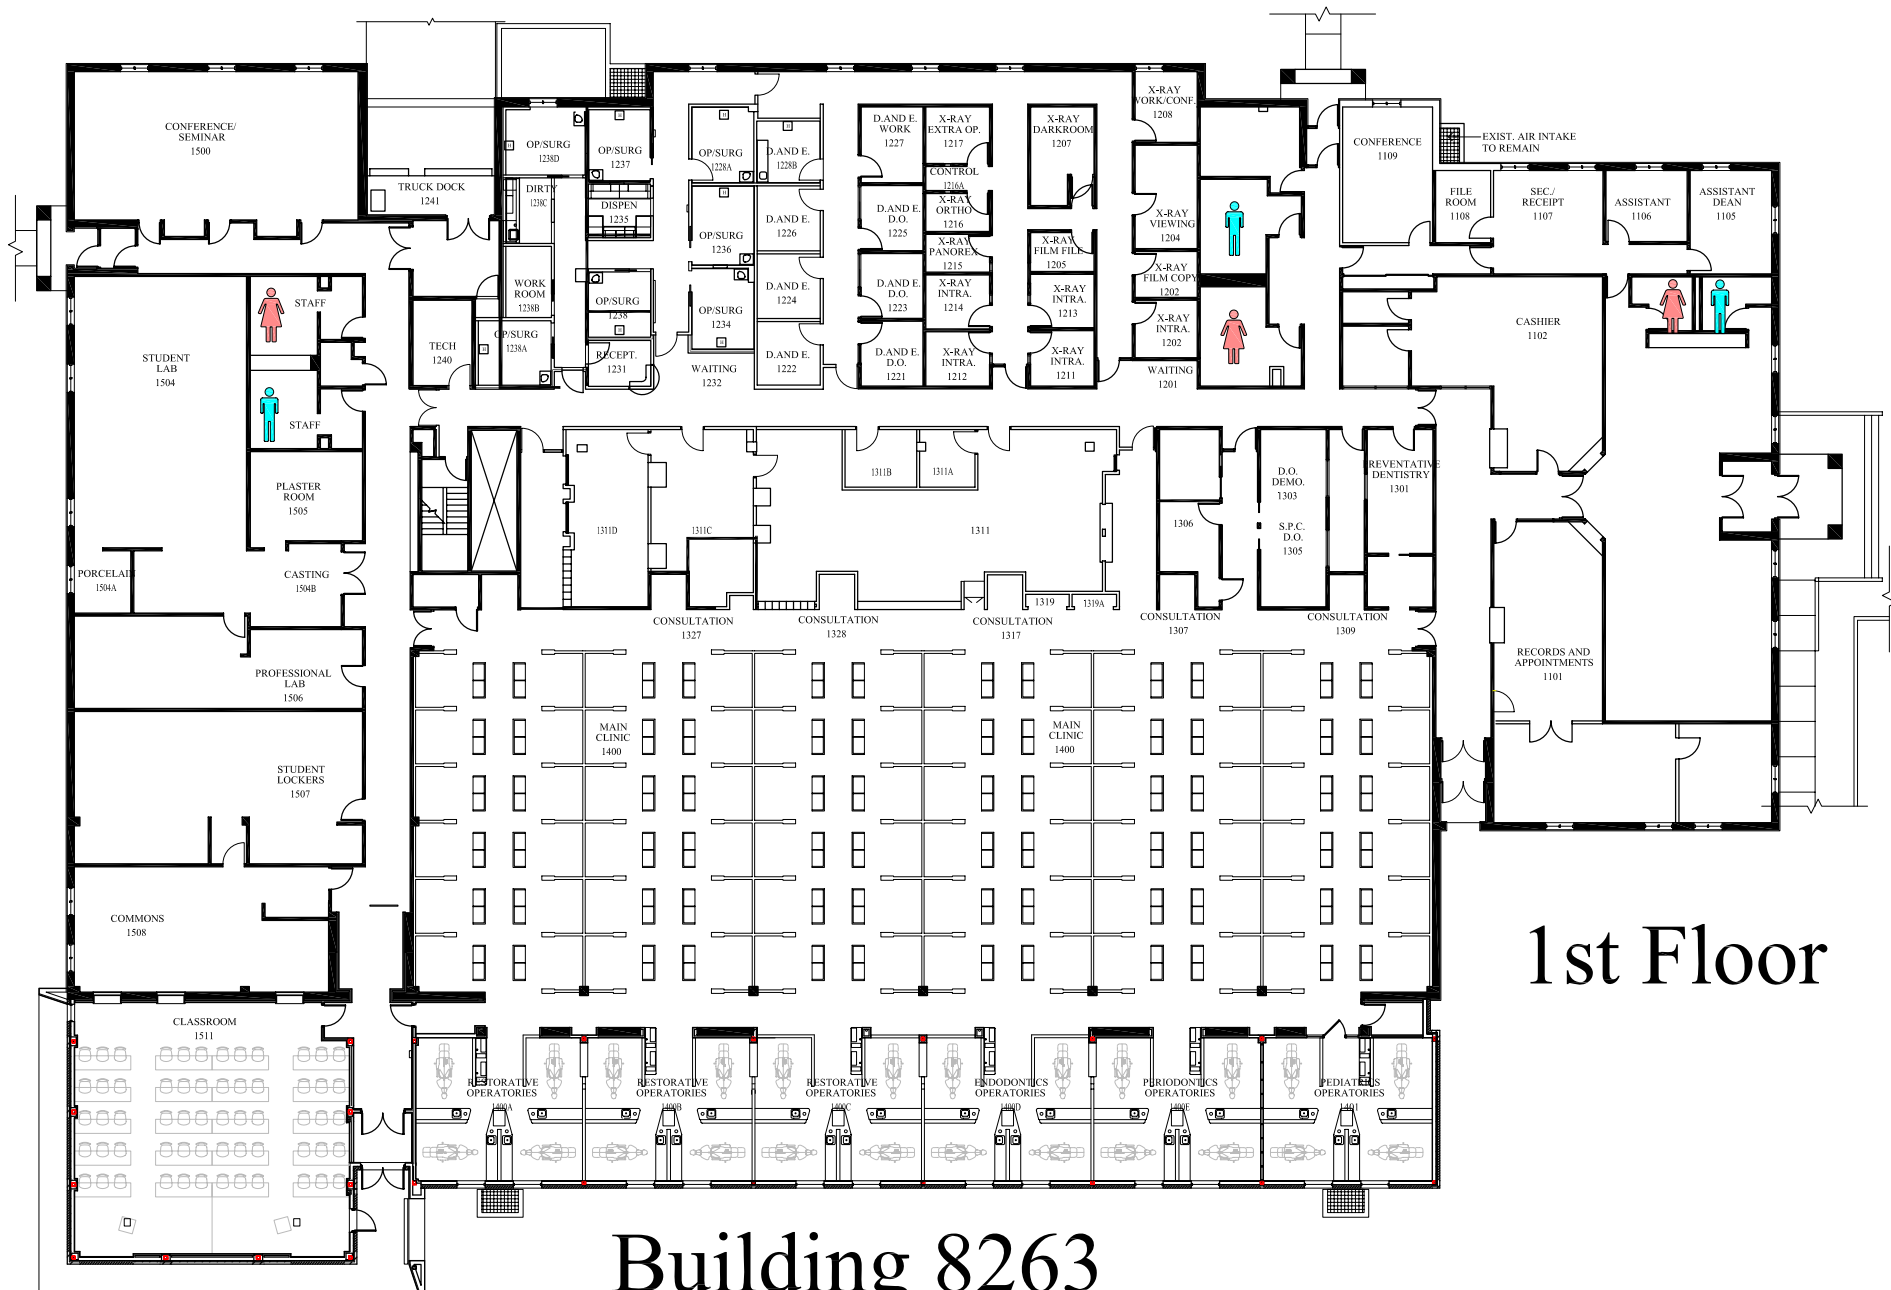 CONFERENCE/
SEMINAR
1500
TRUCK DOCK
1241
OP/SURG
1238D
OP/SURG
1237
DIRTY
1238C
DISPEN
1235
WORK
ROOM
1238B
OP/SURG
1238
OP/SURG
1238A
RECEPT.
1231
TECH
1240
OP/SURG
1228A
D.AND E.
1228B
OP/SURG
1236
D.AND E.
1226
D.AND E.
1224
OP/SURG
1234
D.AND E.
1222
WAITING
1232
D.AND E.
WORK
1227
D.AND E.
D.O.
1225
D.AND E.
D.O.
1223
D.AND E.
D.O.
1221
X-RAY
EXTRA OP.
1217
CONTROL
1216A
X-RAY
ORTHO
1216
X-RAY
PANOREX
1215
X-RAY
INTRA.
1214
X-RAY
INTRA.
1212
X-RAY
DARKROOM
1207
X-RAY
FILM FILE
1205
X-RAY
INTRA.
1213
X-RAY
INTRA.
1211
X-RAY
WORK/CONF.
1208
X-RAY
VIEWING
1204
X-RAY
FILM COPY
1202
X-RAY
INTRA.
1202
WAITING
1201
CONFERENCE
1109
EXIST. AIR INTAKE
TO REMAIN
FILE
ROOM
1108
SEC./
RECEIPT
1107
ASSISTANT
1106
ASSISTANT
DEAN
1105
CASHIER
1102
STAFF
STAFF
STUDENT
LAB
1504
PLASTER
ROOM
1505
PORCELAIN
1504A
CASTING
1504B
PROFESSIONAL
LAB
1506
STUDENT
LOCKERS
1507
COMMONS
1508
CLASSROOM
1511
1311D
1311C
1311B
1311A
1311
1306
D.O.
DEMO.
1303
S.P.C.
D.O.
1305
PREVENTATIVE
DENTISTRY
1301
1319
1319A
CONSULTATION
1327
CONSULTATION
1328
CONSULTATION
1317
CONSULTATION
1307
CONSULTATION
1309
RECORDS AND
APPOINTMENTS
1101
MAIN
CLINIC
1400
MAIN
CLINIC
1400
RESTORATIVE
OPERATORIES
1400A
RESTORATIVE
OPERATORIES
1400B
RESTORATIVE
OPERATORIES
1400C
ENDODONTICS
OPERATORIES
1400D
PERIODONTICS
OPERATORIES
1400E
PEDIATRICS
OPERATORIES
1401
1st Floor
Building 8263